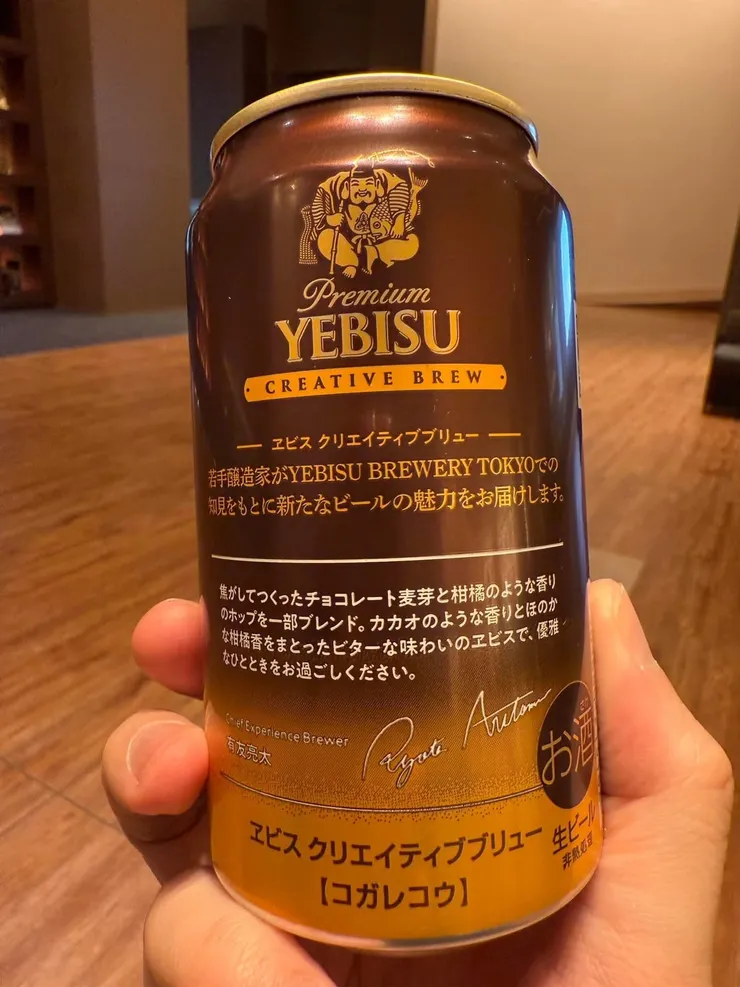 Premium
YEBISU
CREATIVE BREW
ヱビス クリエイティブブリュー
若手醸造家がYEBISU BREWERY TOKYOでの
知見をもとに新たなビールの魅力をお届けします。
焦がしてつくったチョコレート麦芽と柑橘のような香り
のホップを一部ブレンド。カカオのような香りとほのか
な柑橘香をまとったビターな味わいのヱビスで、優雅
なひとときをお過ごしください。
Chief Experience Brewer
有友亮太
Ryota Aritomo
お酒
ヱビス クリエイティブブリュー
【コガレコウ】
生ビール
非熱処理